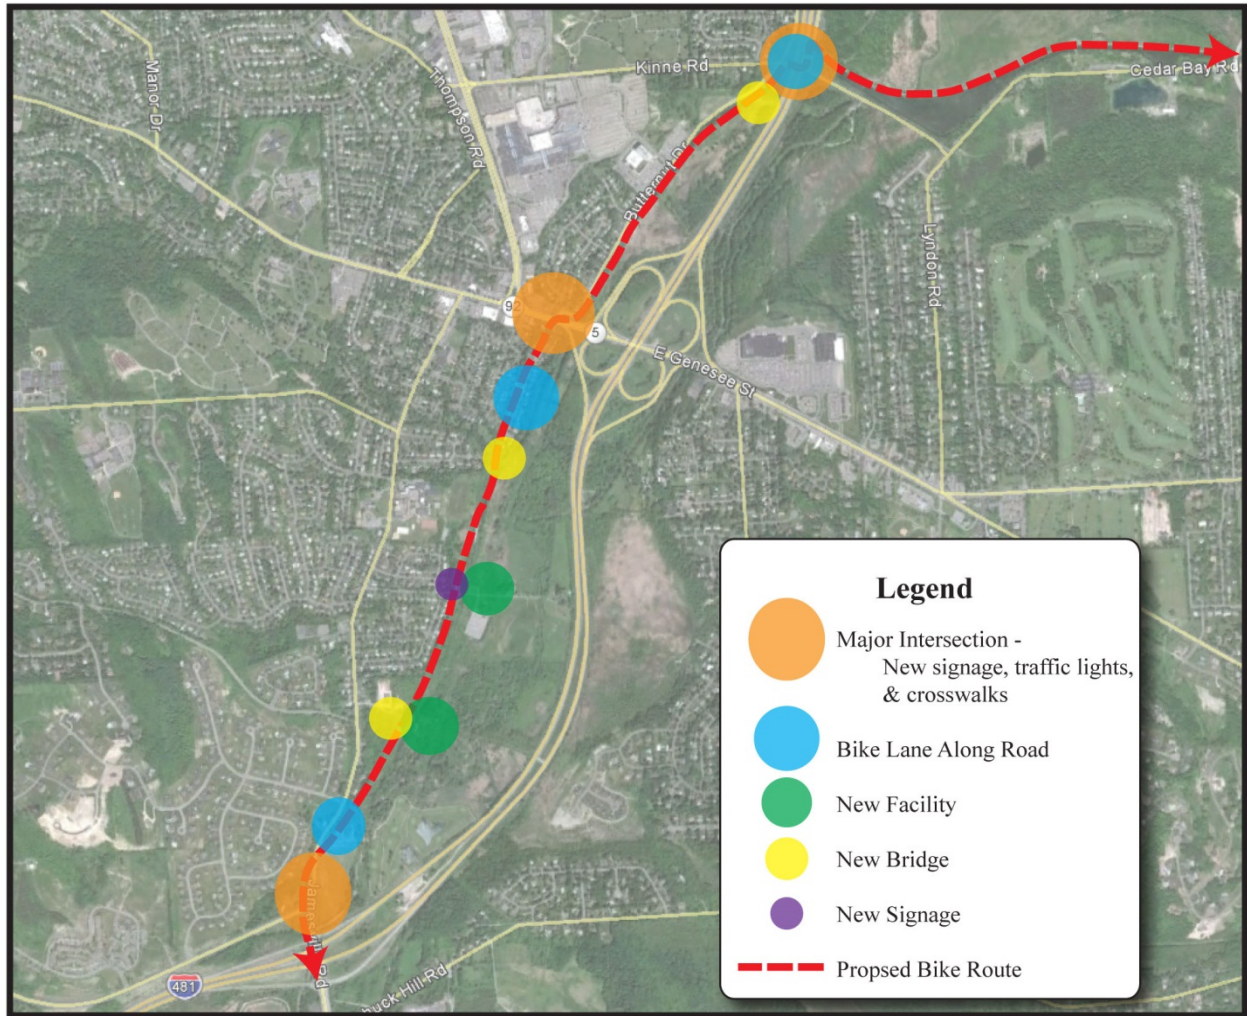 Kinne Rd
Cedar Bay Rd
Manor Dr
Thompson Rd
Butternut Dr
Lyndon Rd
92
5
E Genesee St
Legend
Major Intersection -
New signage, traffic lights,
& crosswalks
Bike Lane Along Road
New Facility
New Bridge
New Signage
Propsed Bike Route
481
huck Hill Rd